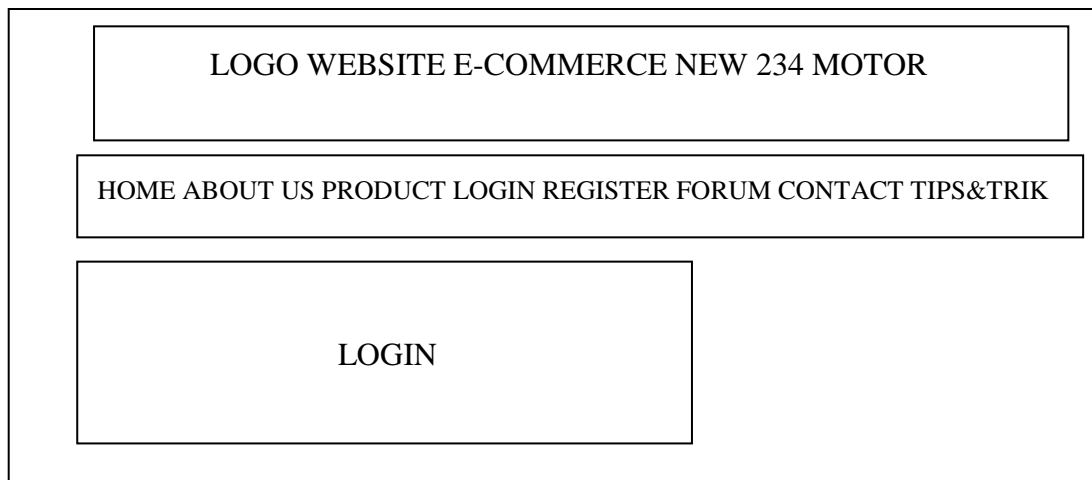 LOGO WEBSITE E-COMMERCE NEW 234 MOTOR
HOME ABOUT US PRODUCT LOGIN REGISTER FORUM CONTACT TIPS&TRIK
LOGIN